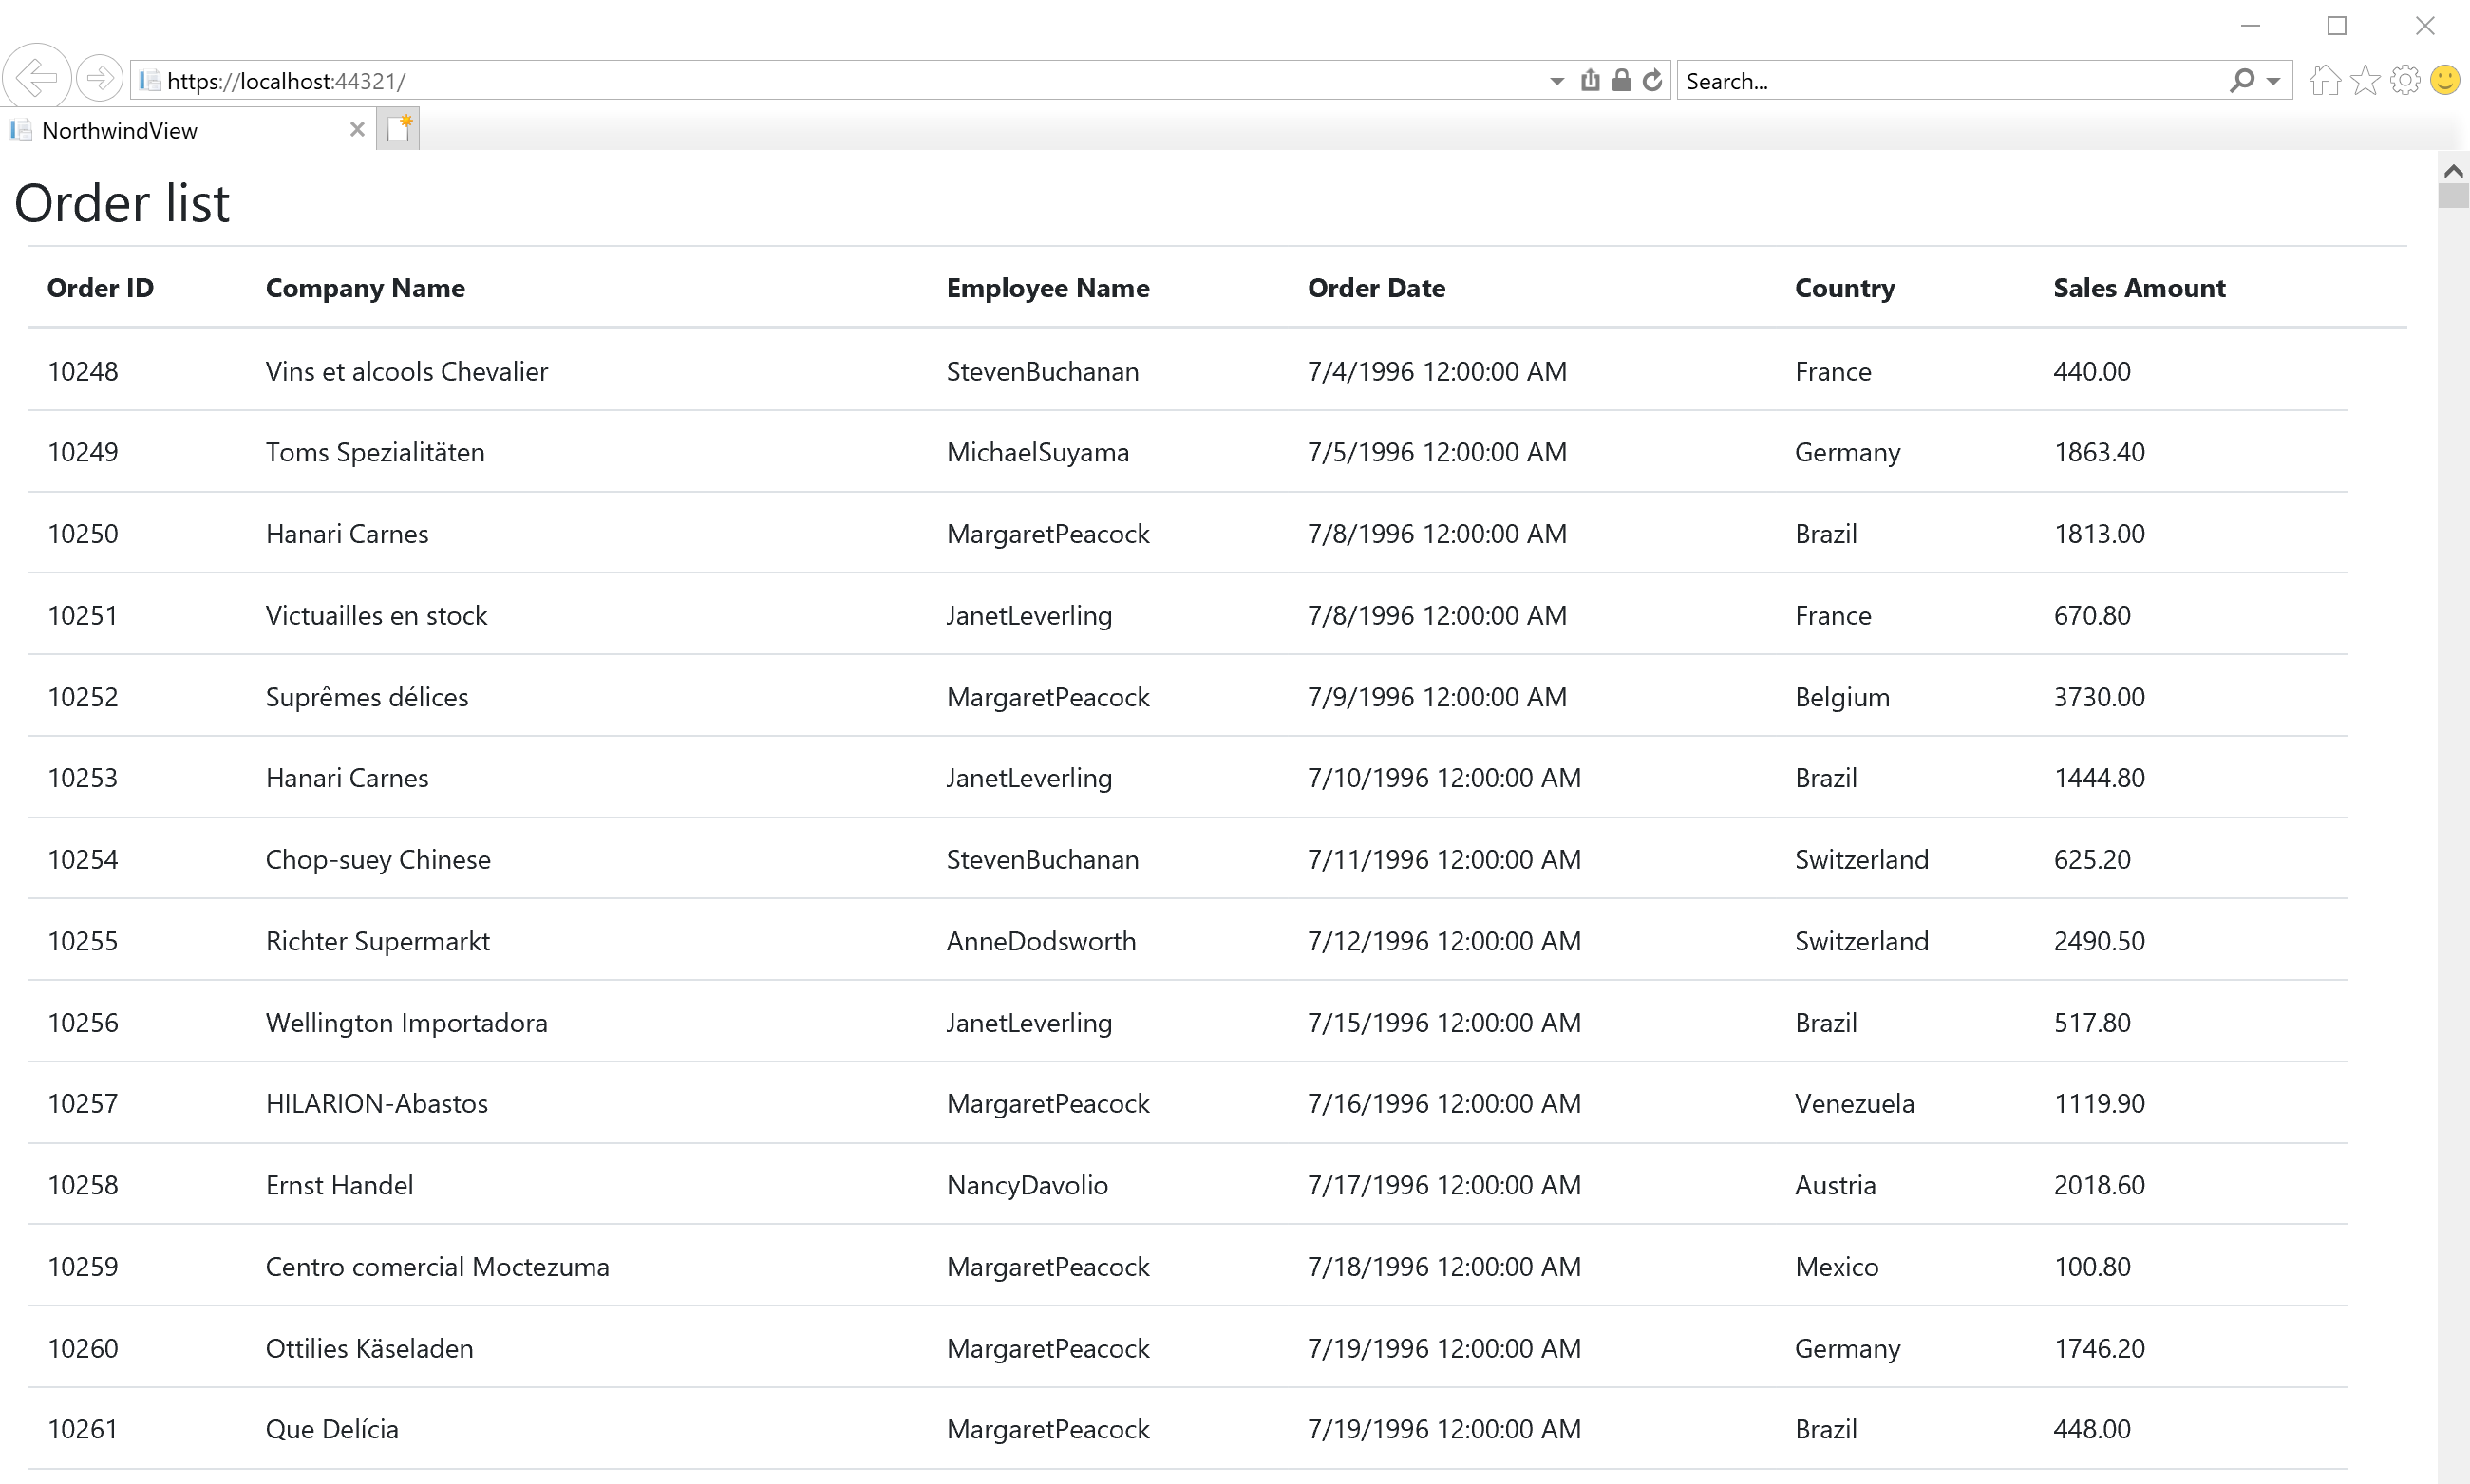 https://localhost:44321/ Search...
NorthwindView
Order list
Order ID Company Name Employee Name Order Date Country Sales Amount
10248 Vins et alcools Chevalier StevenBuchanan 7/4/1996 12:00:00 AM France 440.00
10249 Toms Spezialitäten MichaelSuyama 7/5/1996 12:00:00 AM Germany 1863.40
10250 Hanari Carnes MargaretPeacock 7/8/1996 12:00:00 AM Brazil 1813.00
10251 Victuailles en stock JanetLeverling 7/8/1996 12:00:00 AM France 670.80
10252 Suprêmes délices MargaretPeacock 7/9/1996 12:00:00 AM Belgium 3730.00
10253 Hanari Carnes JanetLeverling 7/10/1996 12:00:00 AM Brazil 1444.80
10254 Chop-suey Chinese StevenBuchanan 7/11/1996 12:00:00 AM Switzerland 625.20
10255 Richter Supermarkt AnneDodsworth 7/12/1996 12:00:00 AM Switzerland 2490.50
10256 Wellington Importadora JanetLeverling 7/15/1996 12:00:00 AM Brazil 517.80
10257 HILARION-Abastos MargaretPeacock 7/16/1996 12:00:00 AM Venezuela 1119.90
10258 Ernst Handel NancyDavolio 7/17/1996 12:00:00 AM Austria 2018.60
10259 Centro comercial Moctezuma MargaretPeacock 7/18/1996 12:00:00 AM Mexico 100.80
10260 Ottilies Käseladen MargaretPeacock 7/19/1996 12:00:00 AM Germany 1746.20
10261 Que Delícia MargaretPeacock 7/19/1996 12:00:00 AM Brazil 448.00